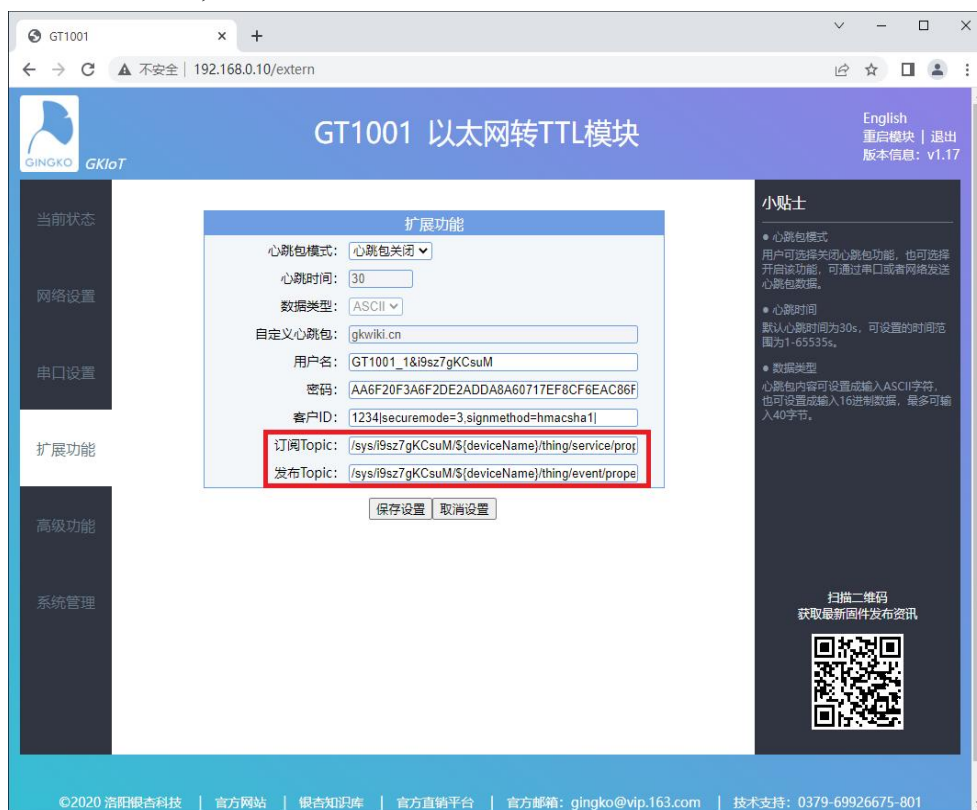 GT1001
不安全 | 192.168.0.10/extern
GINGKO GKIoT
GT1001 以太网转TTL模块
English
重启模块 | 退出
版本信息：v1.17
当前状态
网络设置
串口设置
扩展功能
高级功能
系统管理
扩展功能
心跳包模式： 心跳包关闭
心跳时间： 30
数据类型： ASCII
自定义心跳包： gkwiki.cn
用户名： GT1001_1&i9sz7gKCsuM
密码： AA6F20F3A6F2DE2ADDA8A60717EF8CF6EAC86F
客户ID： 1234|securemode=3,signmethod=hmacsha1|
订阅Topic： /sys/i9sz7gKCsuM/${deviceName}/thing/service/prop
发布Topic： /sys/i9sz7gKCsuM/${deviceName}/thing/event/prope
保存设置 取消设置
小贴士
● 心跳包模式
用户可选择关闭心跳包功能，也可选择
开启该功能，可通过串口或者网络发送
心跳包数据。
● 心跳时间
默认心跳时间为30s，可设置的时间范
围为1-65535s。
● 数据类型
心跳包内容可设置成输入ASCII字符，
也可设置成输入16进制数据，最多可输
入40字节。
扫描二维码
获取最新固件发布资讯
©2020 洛阳银杏科技 | 官方网站 | 银杏知识库 | 官方直销平台 | 官方邮箱：gingko@vip.163.com | 技术支持：0379-69926675-801